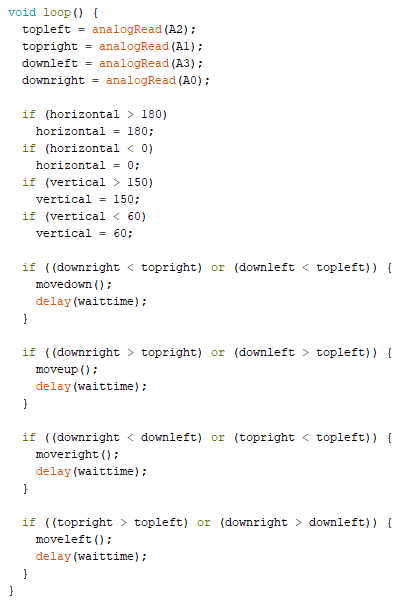 void loop() {
  topleft = analogRead(A2);
  topright = analogRead(A1);
  downleft = analogRead(A3);
  downright = analogRead(A0);

  if (horizontal > 180)
    horizontal = 180;
  if (horizontal < 0)
    horizontal = 0;
  if (vertical > 150)
    vertical = 150;
  if (vertical < 60)
    vertical = 60;

  if ((downright < topright) or (downleft < topleft)) {
    movedown();
    delay(waittime);
  }

  if ((downright > topright) or (downleft > topleft)) {
    moveup();
    delay(waittime);
  }

  if ((downright < downleft) or (topright < topleft)) {
    moveright();
    delay(waittime);
  }

  if ((topright > topleft) or (downright > downleft)) {
    moveleft();
    delay(waittime);
  }
}